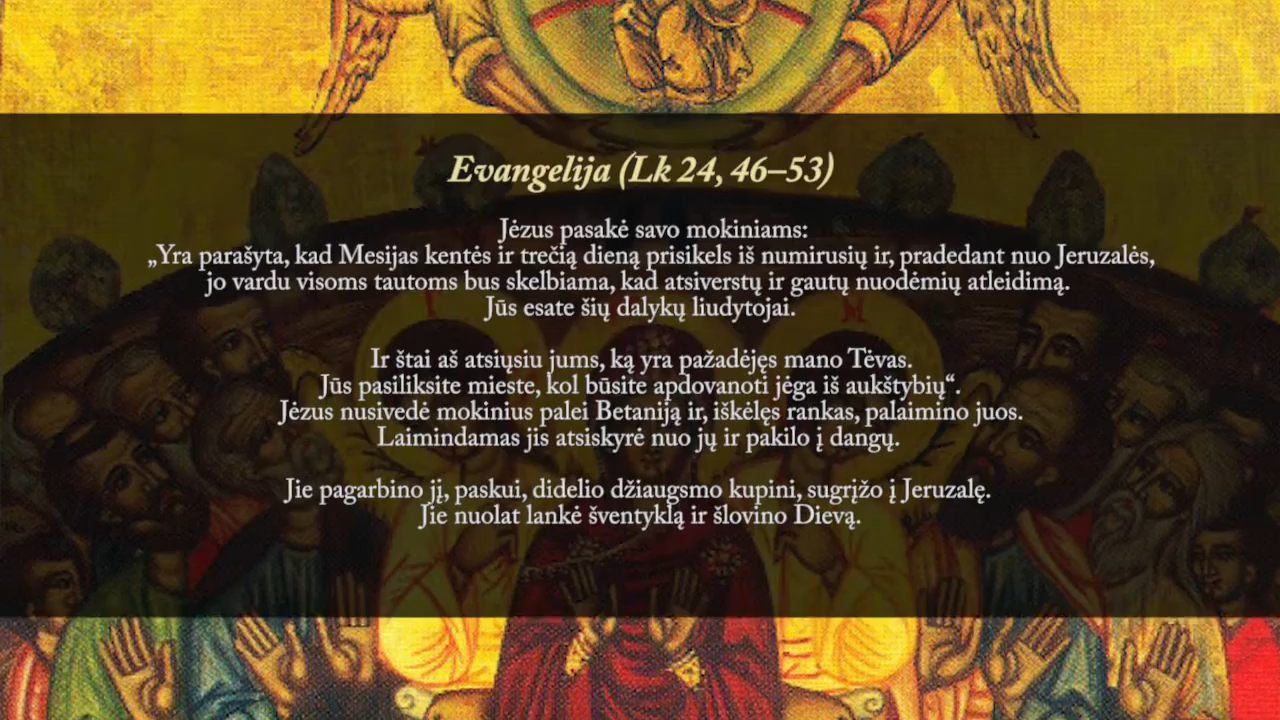 Evangelija (Lk 24, 46–53)
Jėzus pasakė savo mokiniams:
„Yra parašyta, kad Mesijas kentės ir trečią dieną prisikels iš numirusių ir, pradedant nuo Jeruzalės,
jo vardu visoms tautoms bus skelbiama, kad atsiverstų ir gautų nuodėmių atleidimą.
Jūs esate šių dalykų liudytojai.
Ir štai aš atsiųsiu jums, ką yra pažadėjęs mano Tėvas.
Jūs pasiliksite mieste, kol būsite apdovanoti jėga iš aukštybių“.
Jėzus nusivedė mokinius palei Betaniją ir, iškėlęs rankas, palaimino juos.
Laimindamas jis atsiskyrė nuo jų ir pakilo į dangų.
Jie pagarbino jį, paskui, didelio džiaugsmo kupini, sugrįžo į Jeruzalę.
Jie nuolat lankė šventyklą ir šlovino Dievą.